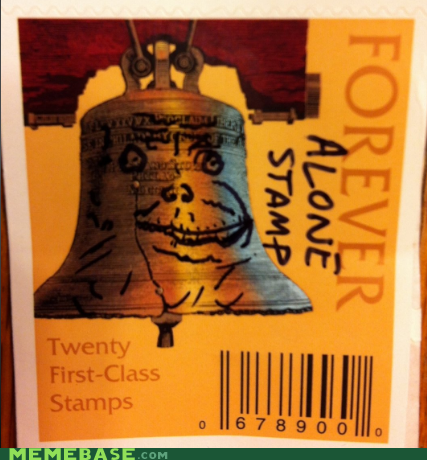 FOREVER
ALONE
STAMP
Twenty
First-Class
Stamps
0 678900 0
MEMEBASE.com